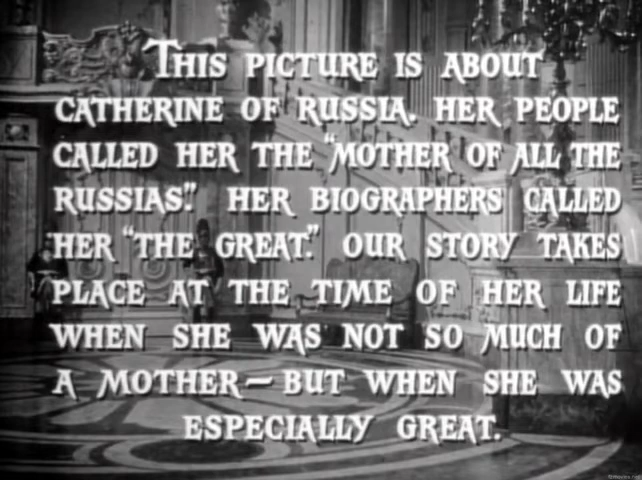 THIS PICTURE IS ABOUT
CATHERINE OF RUSSIA. HER PEOPLE
CALLED HER THE "MOTHER OF ALL THE
RUSSIAS." HER BIOGRAPHERS CALLED
HER "THE GREAT." OUR STORY TAKES
PLACE AT THE TIME OF HER LIFE
WHEN SHE WAS NOT SO MUCH OF
A MOTHER — BUT WHEN SHE WAS
ESPECIALLY GREAT.